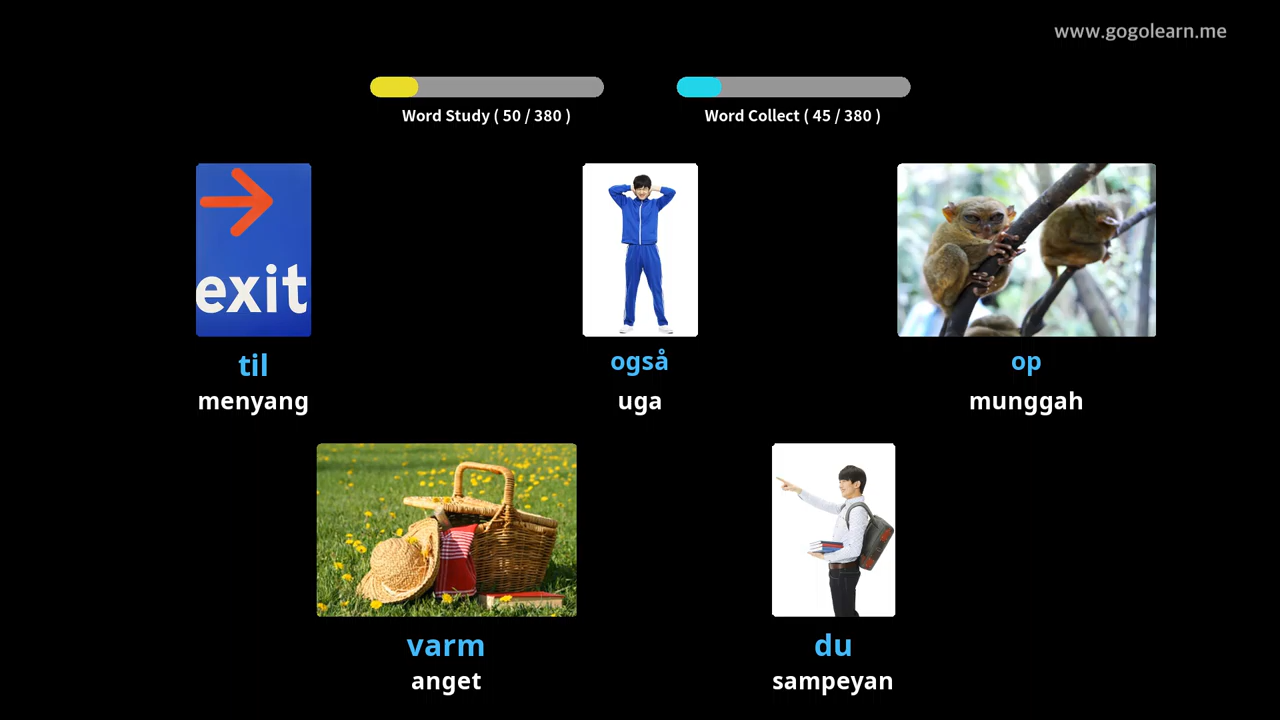 www.gogolearn.me
Word Study ( 50 / 380 )
Word Collect ( 45 / 380 )
exit
til
menyang
også
uga
op
munggah
varm
anget
du
sampeyan